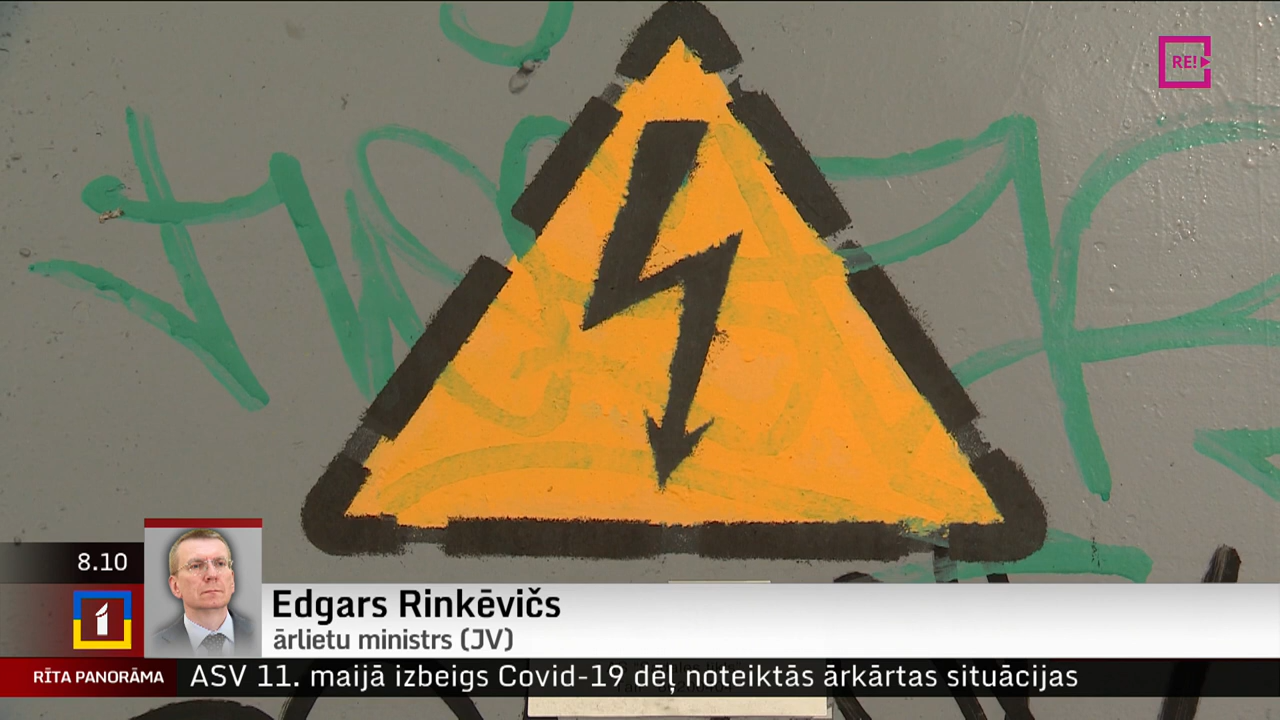 RE!
8.10
1
Edgars Rinkēvičs
ārlietu ministrs (JV)
RĪTA PANORĀMA
ASV 11. maijā izbeigs Covid-19 dēļ noteiktās ārkārtas situācijas